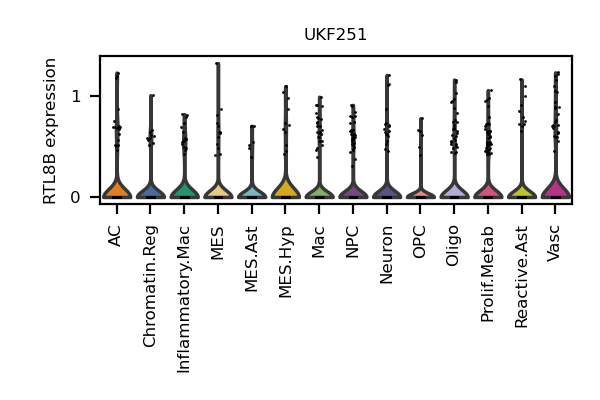 UKF251
RTL8B expression
1
0
AC
Chromatin.Reg
Inflammatory.Mac
MES
MES.Ast
MES.Hyp
Mac
NPC
Neuron
OPC
Oligo
Prolif.Metab
Reactive.Ast
Vasc